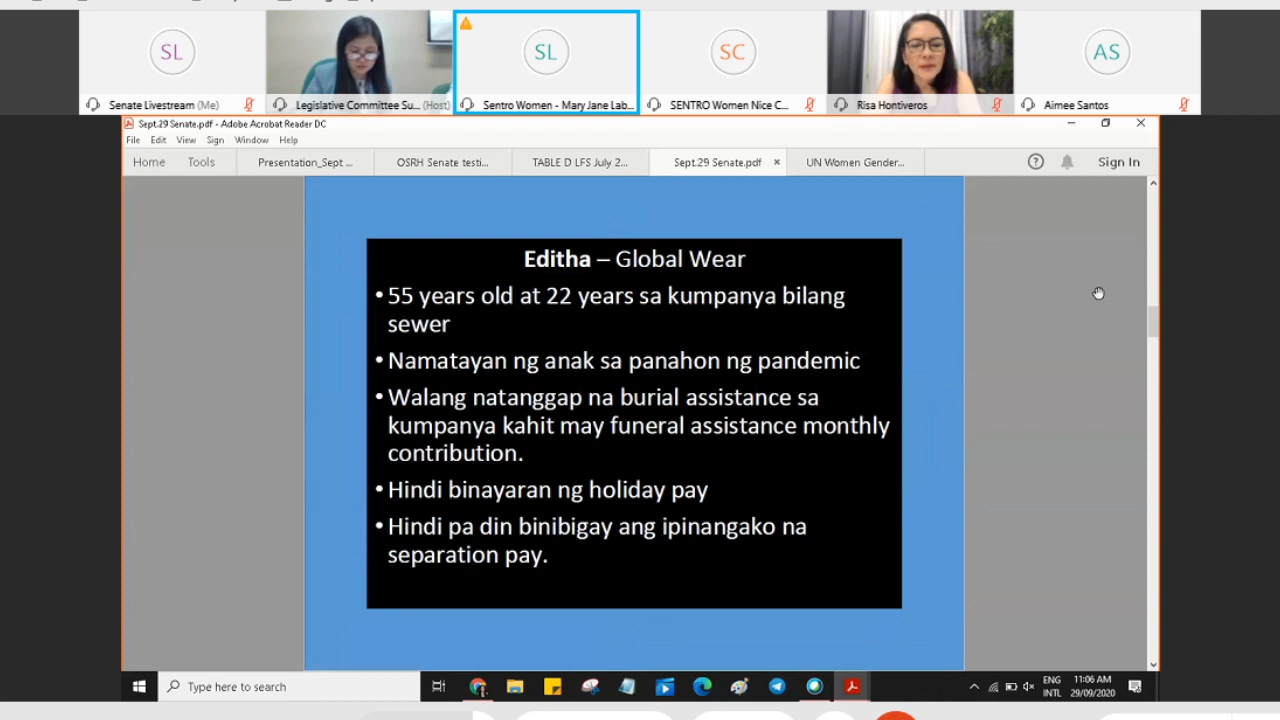 SL
SL
SC
AS
Senate Livestream (Me)
Legislative Committee Su... (Host)
Sentro Women - Mary Jane Lab...
SENTRO Women Nice C...
Risa Hontiveros
Aimee Santos
Sept.29 Senate.pdf - Adobe Acrobat Reader DC
File Edit View Sign Window Help
Home Tools Presentation_Sept ... OSRH Senate testi... TABLE D LFS July 2... Sept.29 Senate.pdf × UN Women Gender... Sign In
Editha – Global Wear
• 55 years old at 22 years sa kumpanya bilang
sewer
• Namatayan ng anak sa panahon ng pandemic
• Walang natanggap na burial assistance sa
kumpanya kahit may funeral assistance monthly
contribution.
• Hindi binayaran ng holiday pay
• Hindi pa din binibigay ang ipinangako na
separation pay.
Type here to search
ENG
INTL
11:06 AM
29/09/2020